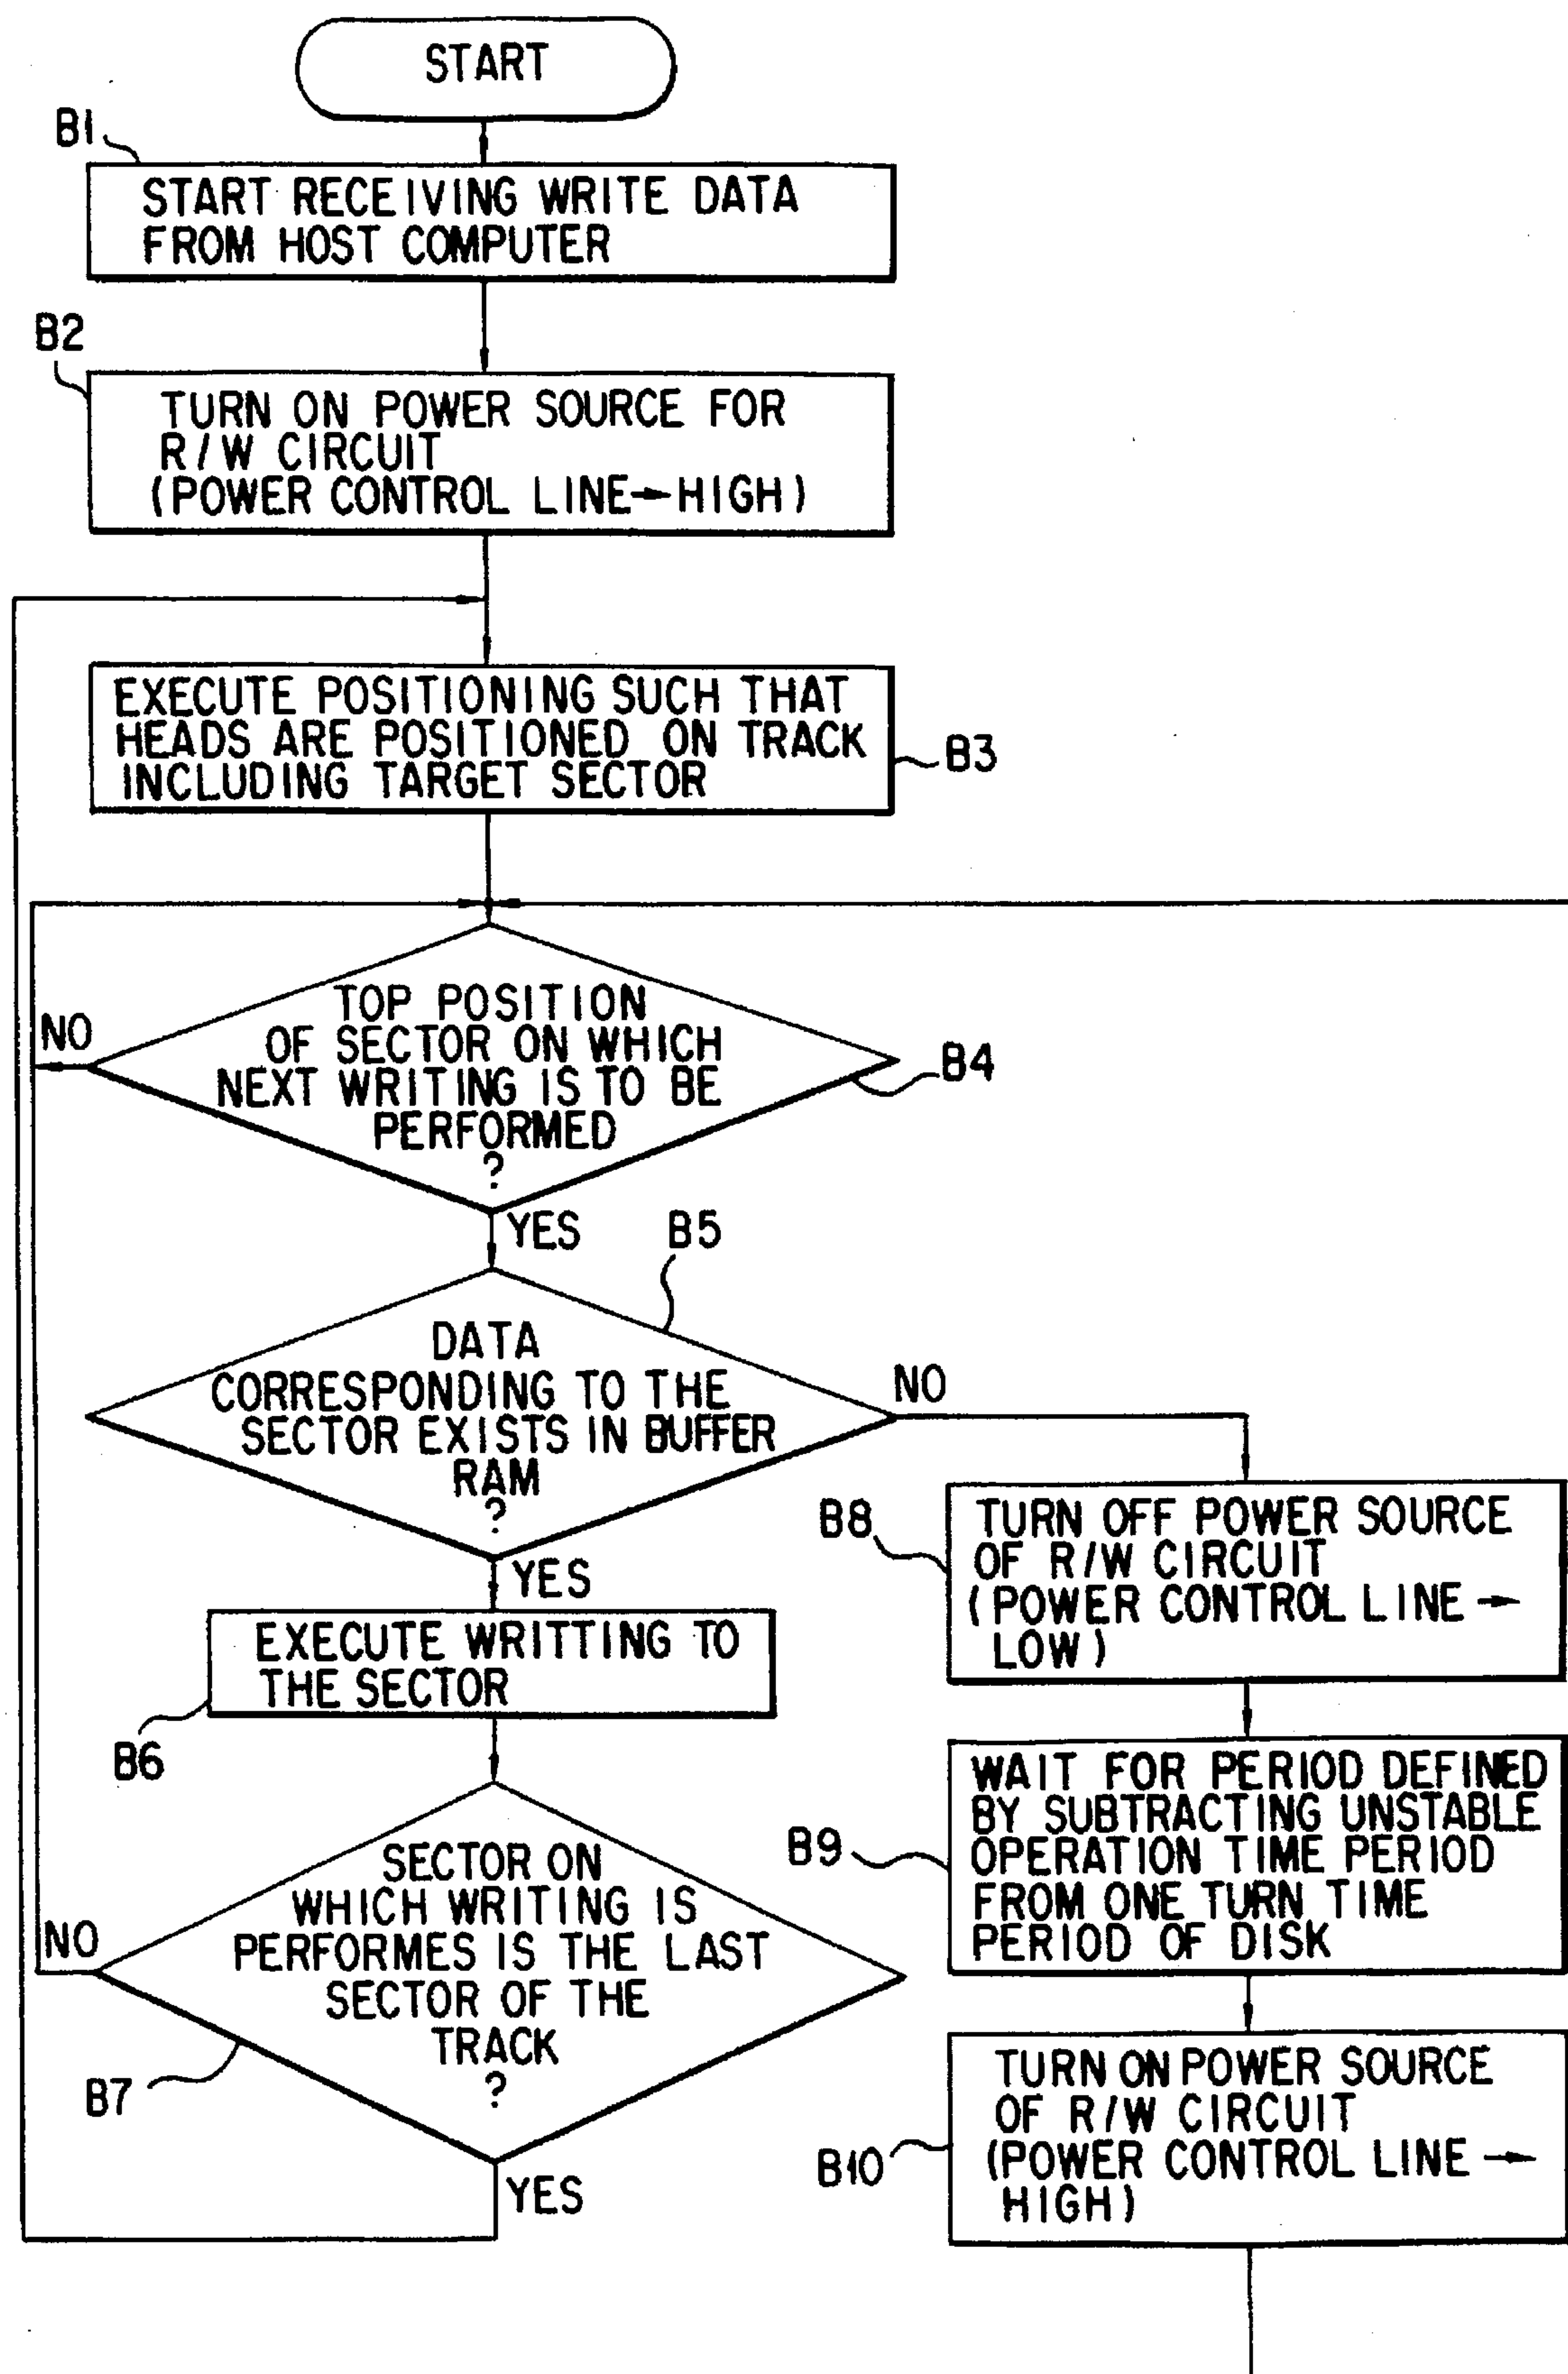 START
B1
START RECEIVING WRITE DATA
FROM HOST COMPUTER
B2
TURN ON POWER SOURCE FOR
R/W CIRCUIT
(POWER CONTROL LINE→HIGH)
EXECUTE POSITIONING SUCH THAT
HEADS ARE POSITIONED ON TRACK
INCLUDING TARGET SECTOR
B3
TOP POSITION
OF SECTOR ON WHICH
NEXT WRITING IS TO BE
PERFORMED
?
NO
B4
YES
B5
DATA
CORRESPONDING TO THE
SECTOR EXISTS IN BUFFER
RAM
?
NO
YES
EXECUTE WRITTING TO
THE SECTOR
B6
SECTOR ON
WHICH WRITING IS
PERFORMES IS THE LAST
SECTOR OF THE
TRACK
?
NO
B7
YES
B8
TURN OFF POWER SOURCE
OF R/W CIRCUIT
(POWER CONTROL LINE →
LOW)
B9
WAIT FOR PERIOD DEFINED
BY SUBTRACTING UNSTABLE
OPERATION TIME PERIOD
FROM ONE TURN TIME
PERIOD OF DISK
B10
TURN ON POWER SOURCE
OF R/W CIRCUIT
(POWER CONTROL LINE →
HIGH)